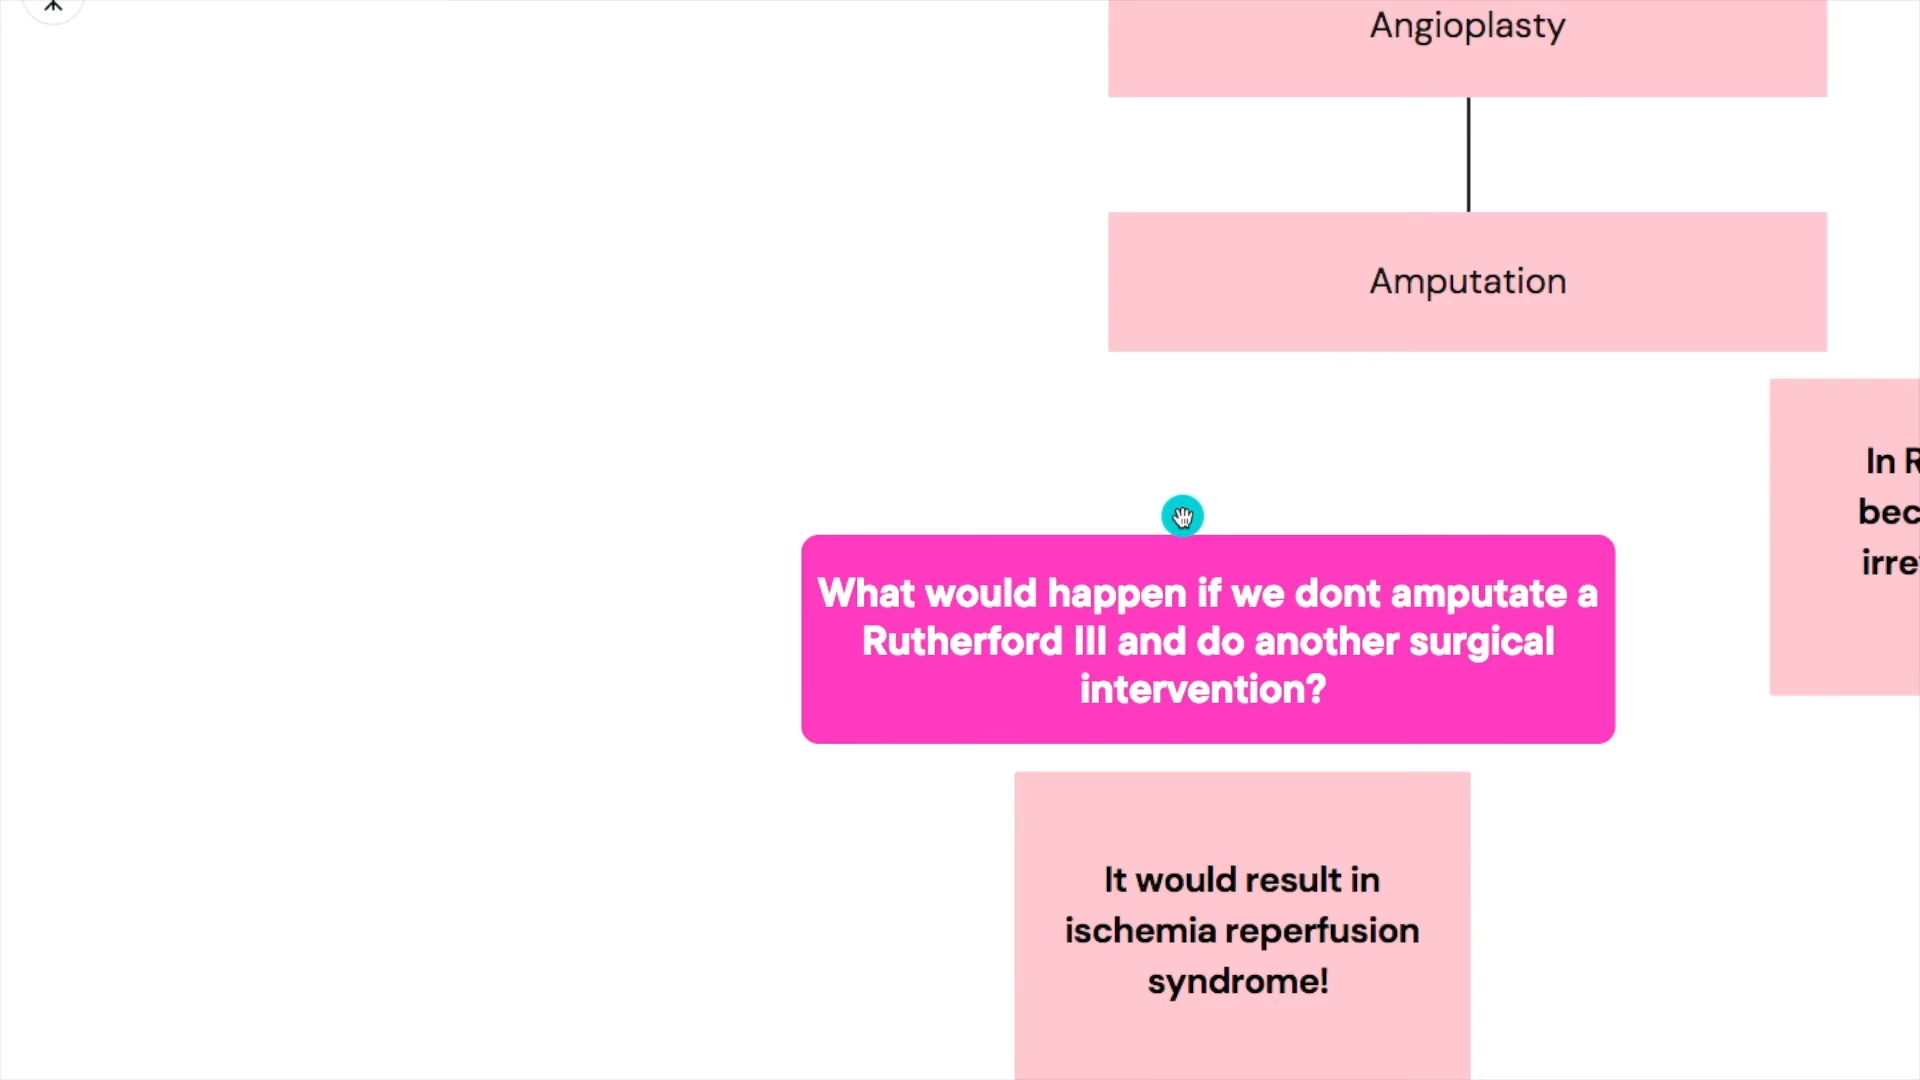 Angioplasty
Amputation
In
bec
irre
What would happen if we dont amputate a
Rutherford III and do another surgical
intervention?
It would result in
ischemia reperfusion
syndrome!